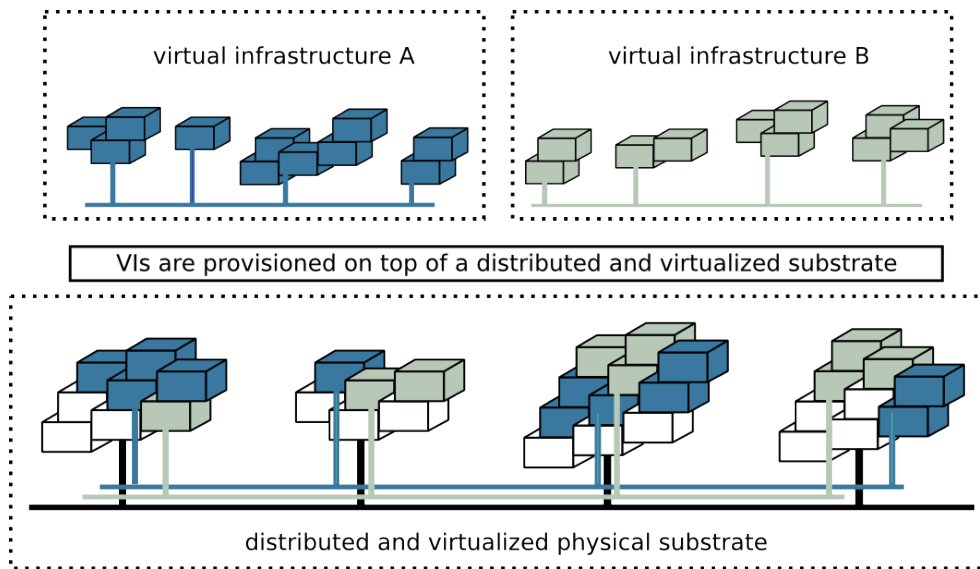 virtual infrastructure A
virtual infrastructure B
VIs are provisioned on top of a distributed and virtualized substrate
distributed and virtualized physical substrate